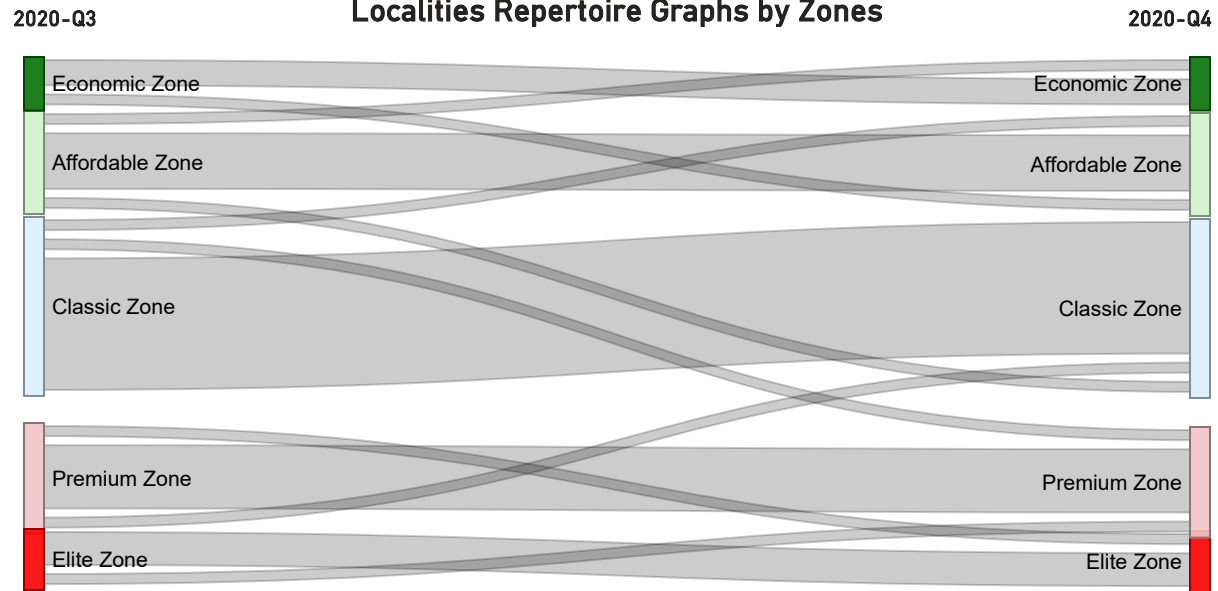 Localities Repertoire Graphs by Zones
2020-Q3
2020-Q4
Economic Zone
Economic Zone
Affordable Zone
Affordable Zone
Classic Zone
Classic Zone
Premium Zone
Premium Zone
Elite Zone
Elite Zone